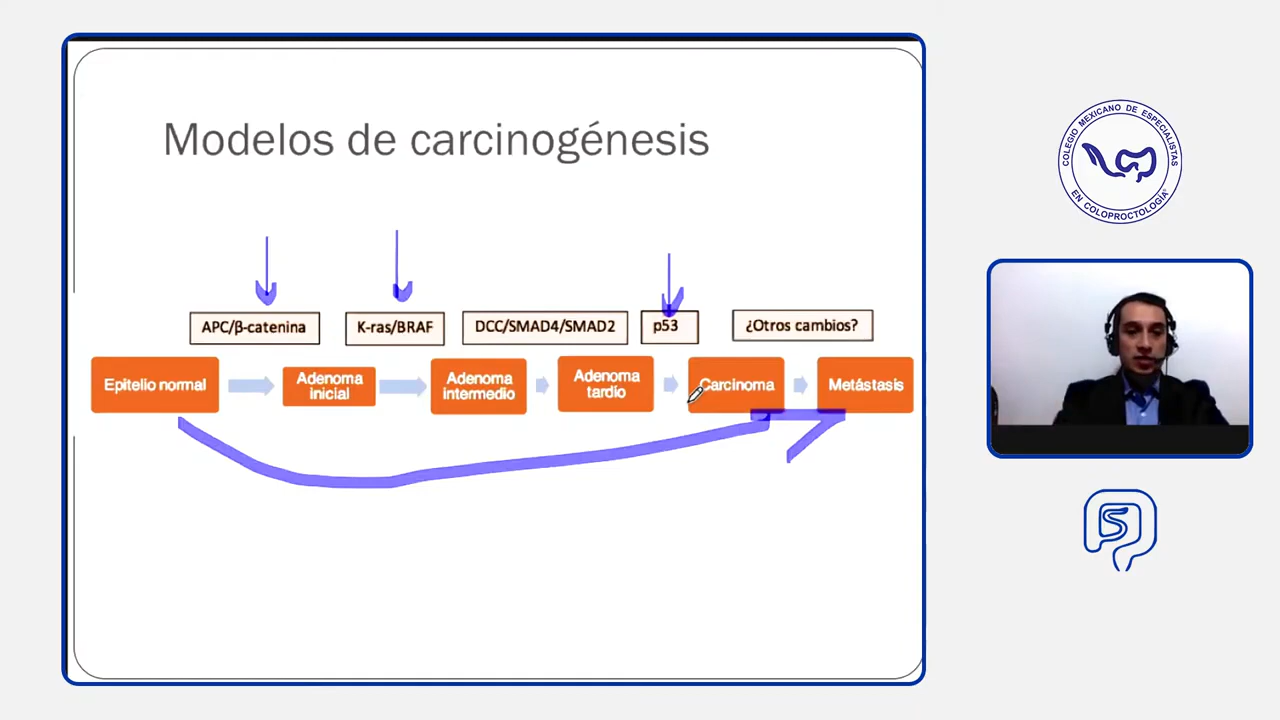 Modelos de carcinogénesis
APC/β-catenina
K-ras/BRAF
DCC/SMAD4/SMAD2
p53
¿Otros cambios?
Epitelio normal
Adenoma
inicial
Adenoma
intermedio
Adenoma
tardío
Carcinoma
Metástasis
COLEGIO MEXICANO DE ESPECIALISTAS
EN COLOPROCTOLOGÍA